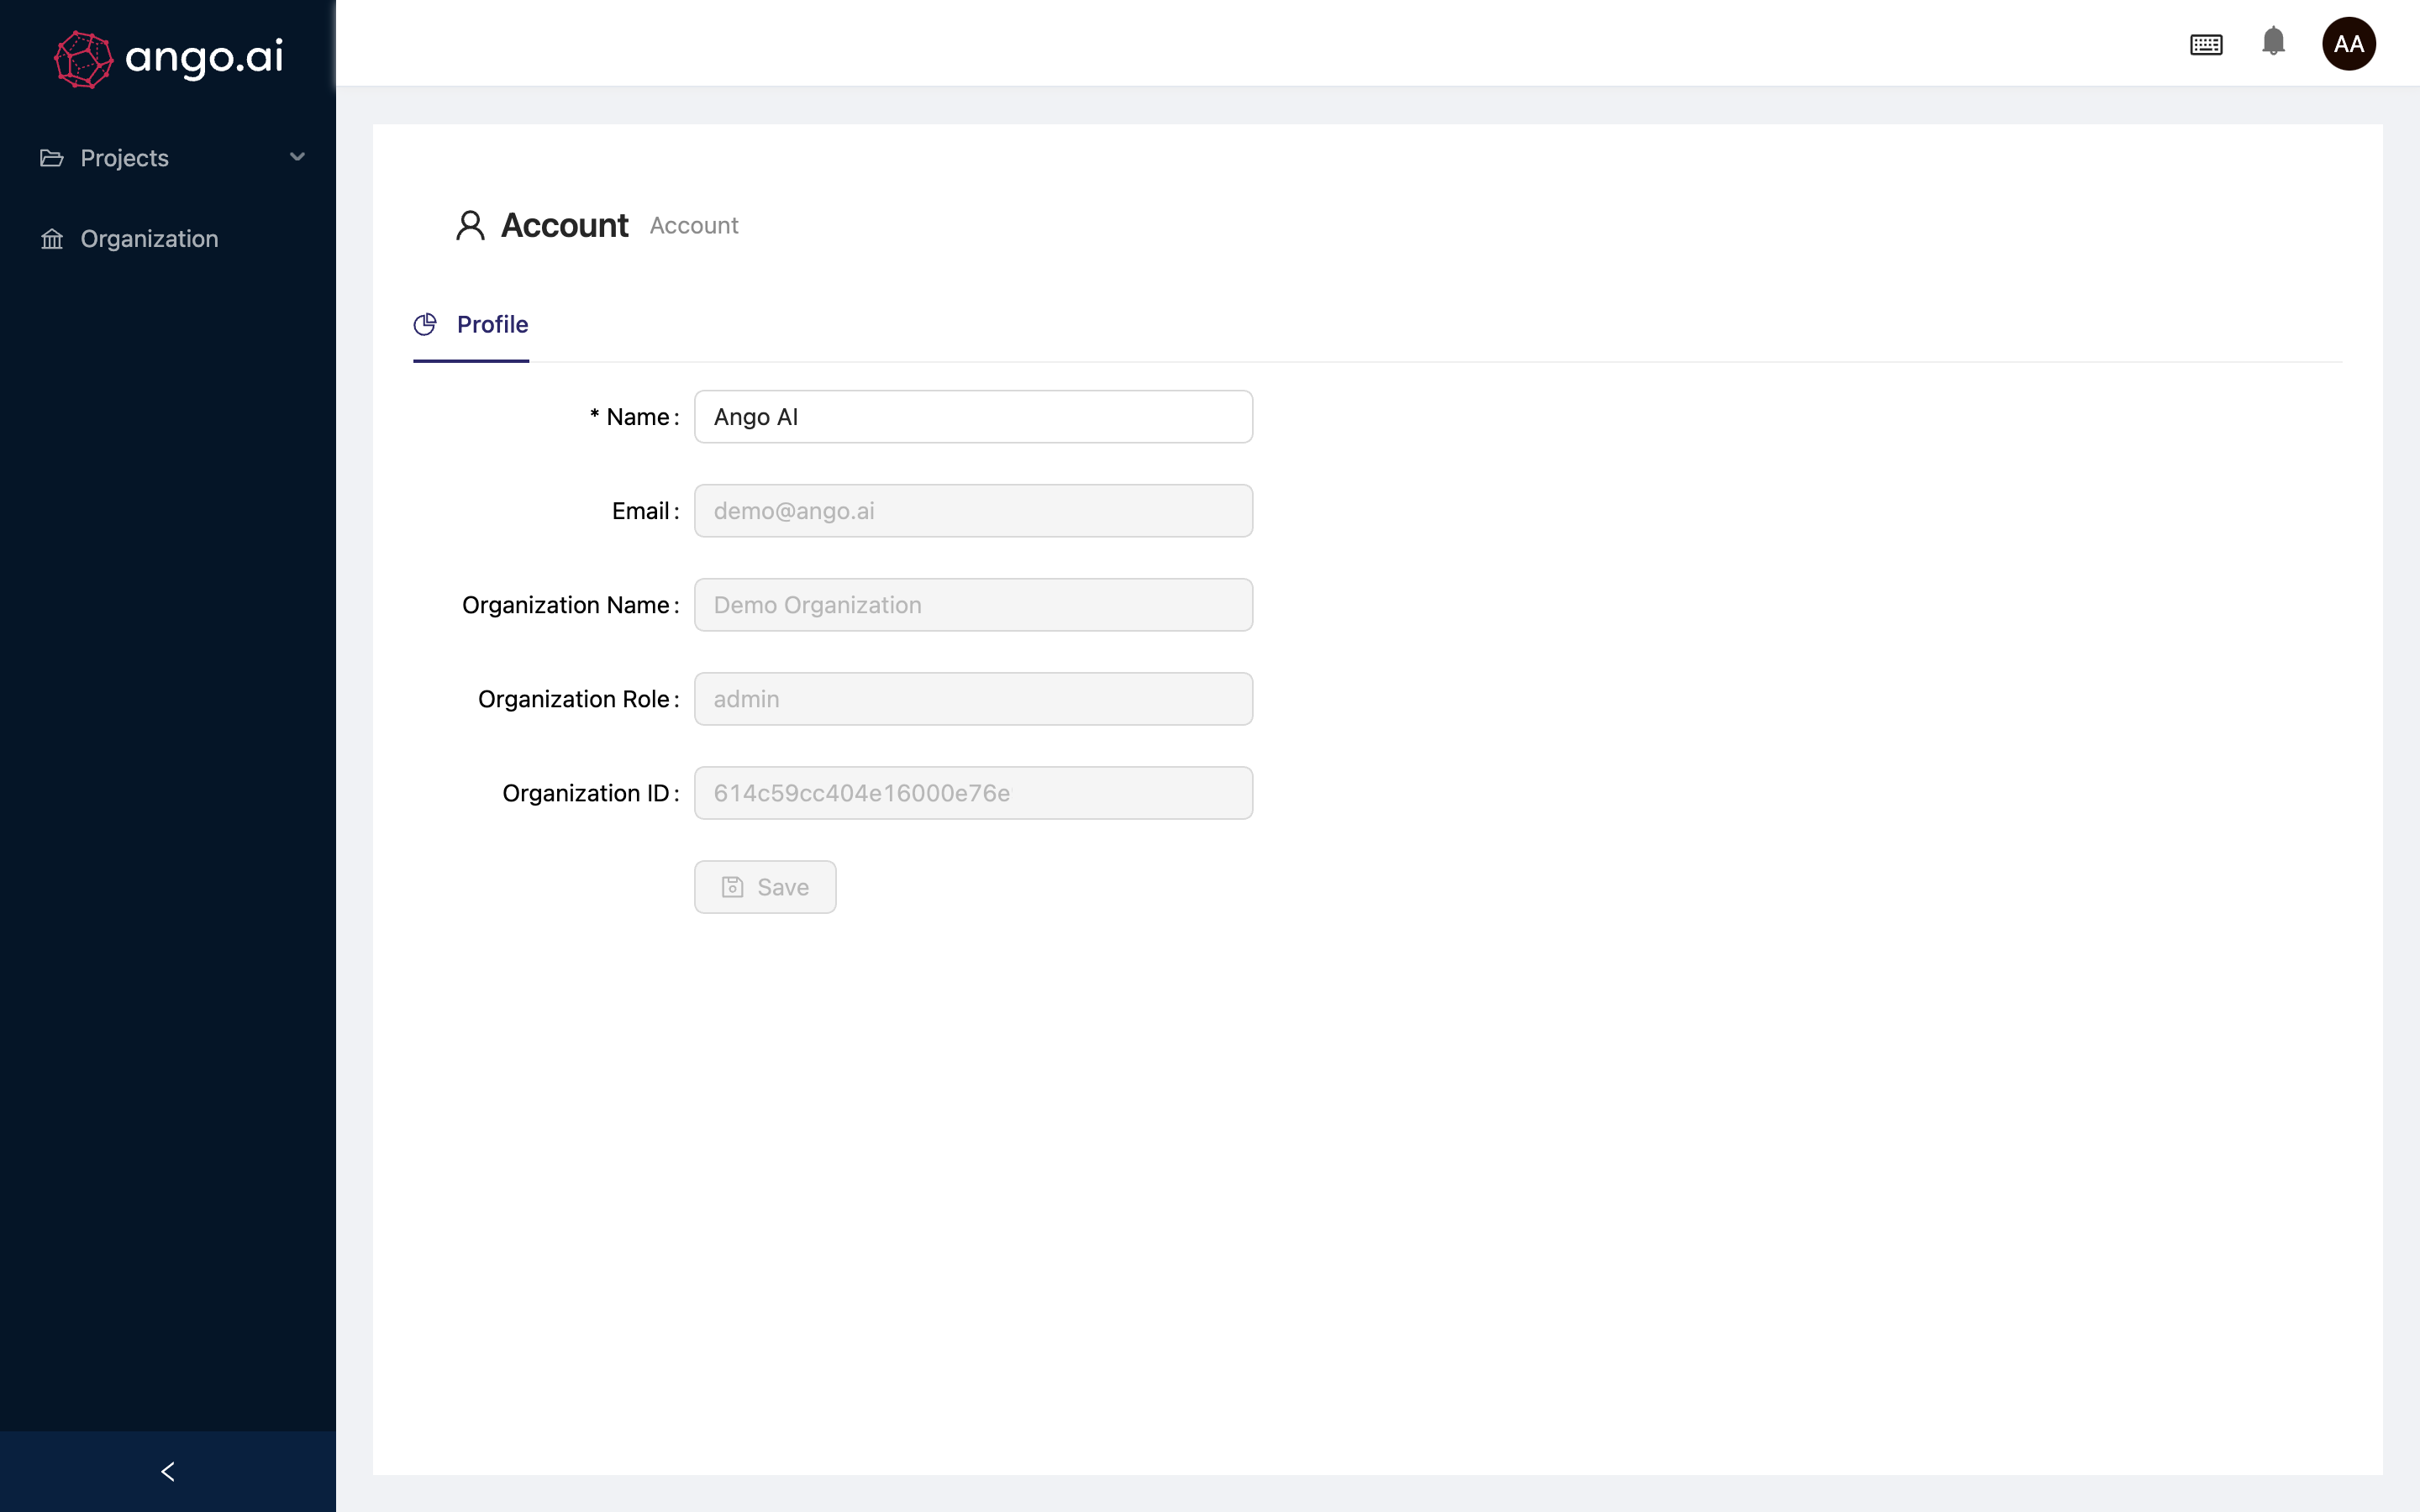 ango.ai
AA
Projects
Organization
Account Account
Profile
* Name: Ango AI
Email: demo@ango.ai
Organization Name: Demo Organization
Organization Role: admin
Organization ID: 614c59cc404e16000e76e
Save